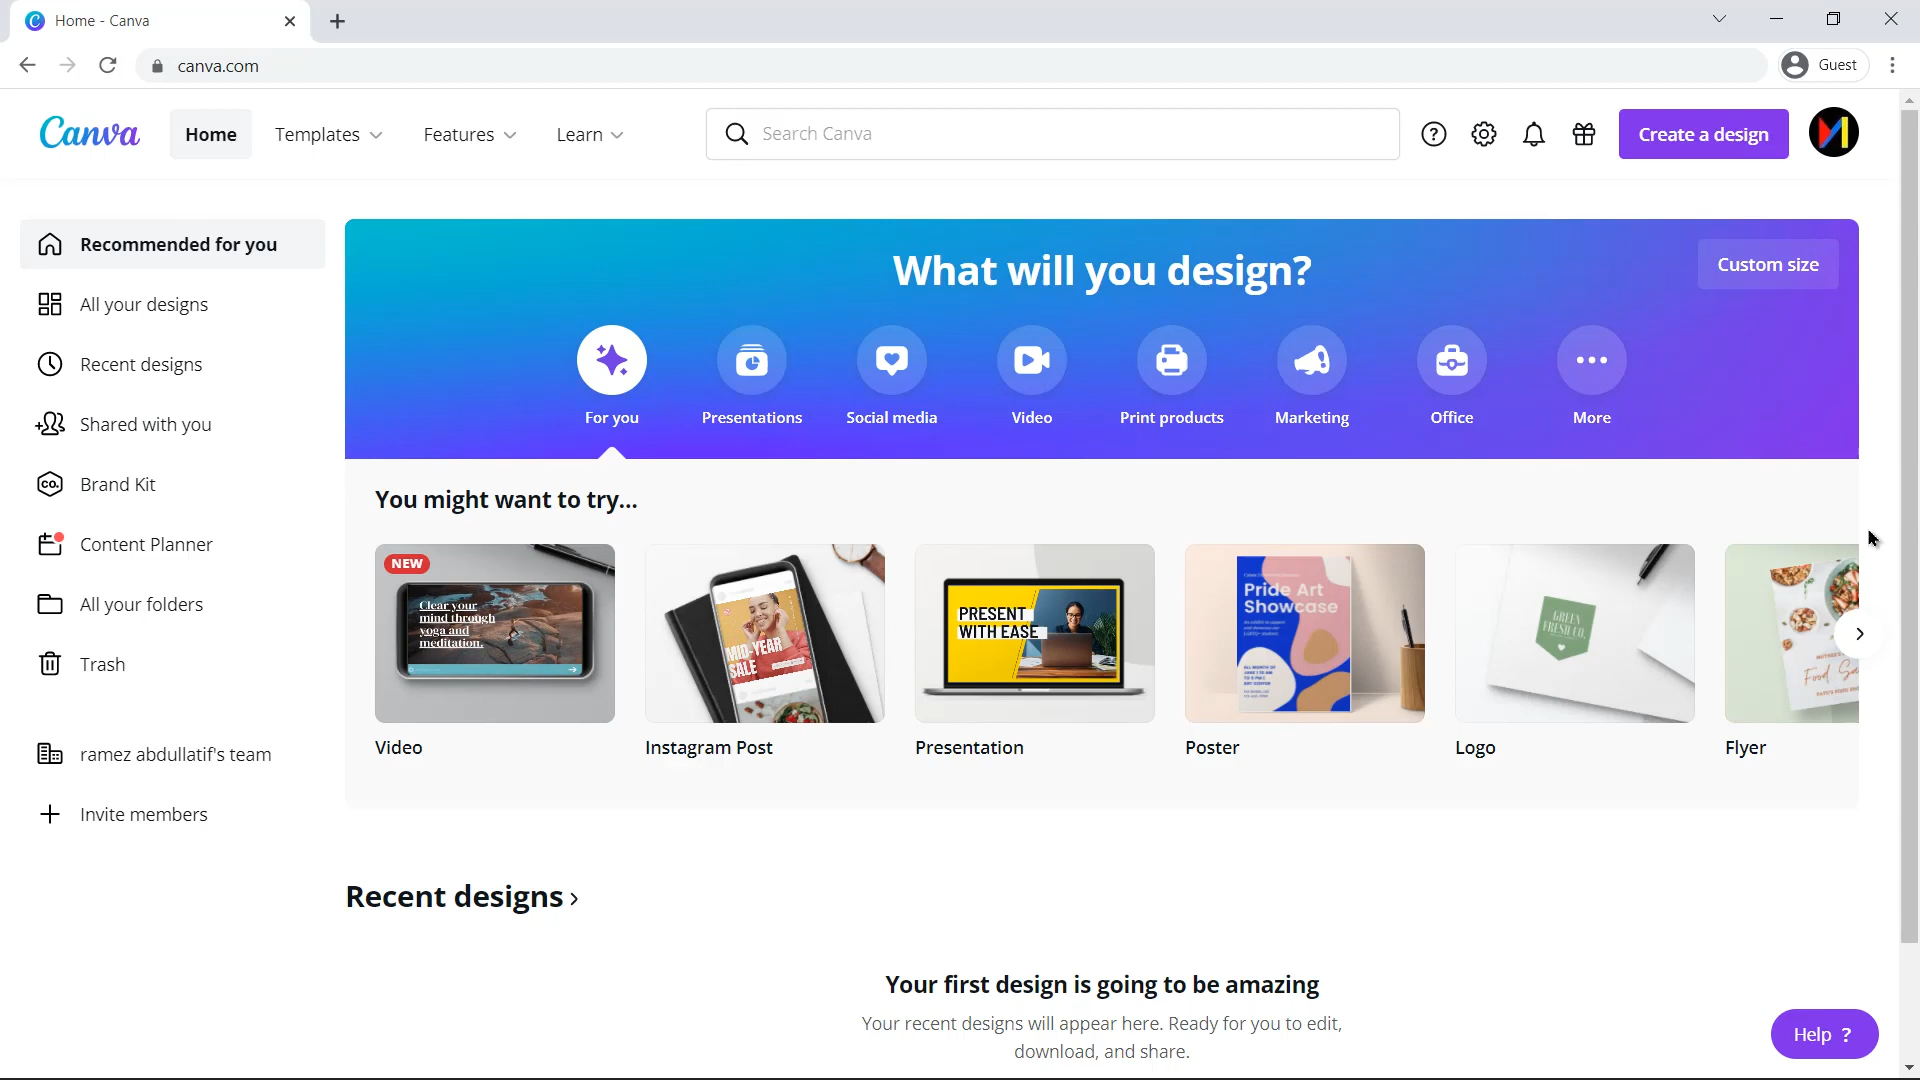 Home - Canva
canva.com
Guest
Canva
Home
Templates
Features
Learn
Search Canva
Create a design
Recommended for you
All your designs
Recent designs
Shared with you
Brand Kit
Content Planner
All your folders
Trash
ramez abdullatif's team
Invite members
What will you design?
Custom size
For you
Presentations
Social media
Video
Print products
Marketing
Office
More
You might want to try...
NEW
Clear your
mind through
yoga and
meditation.
MID-YEAR
SALE
PRESENT
WITH EASE
Pride Art
Showcase
GREEN
FRESH CO.
Video
Instagram Post
Presentation
Poster
Logo
Flyer
Recent designs
Your first design is going to be amazing
Your recent designs will appear here. Ready for you to edit,
download, and share.
Help ?